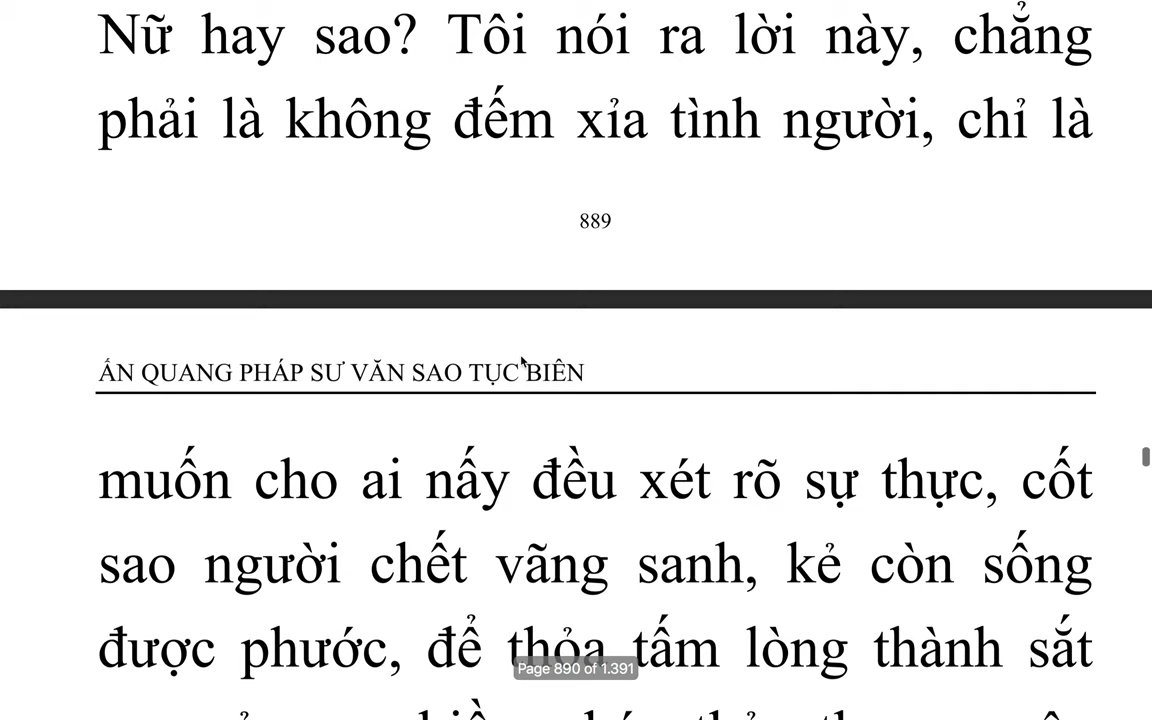 Nữ hay sao? Tôi nói ra lời này, chẳng
phải là không đếm xỉa tình người, chỉ là
889
ẤN QUANG PHÁP SƯ VĂN SAO TỤC BIÊN
muốn cho ai nấy đều xét rõ sự thực, cốt
sao người chết vãng sanh, kẻ còn sống
được phước, để thỏa tấm lòng thành sắt
Page 890 of 1.391